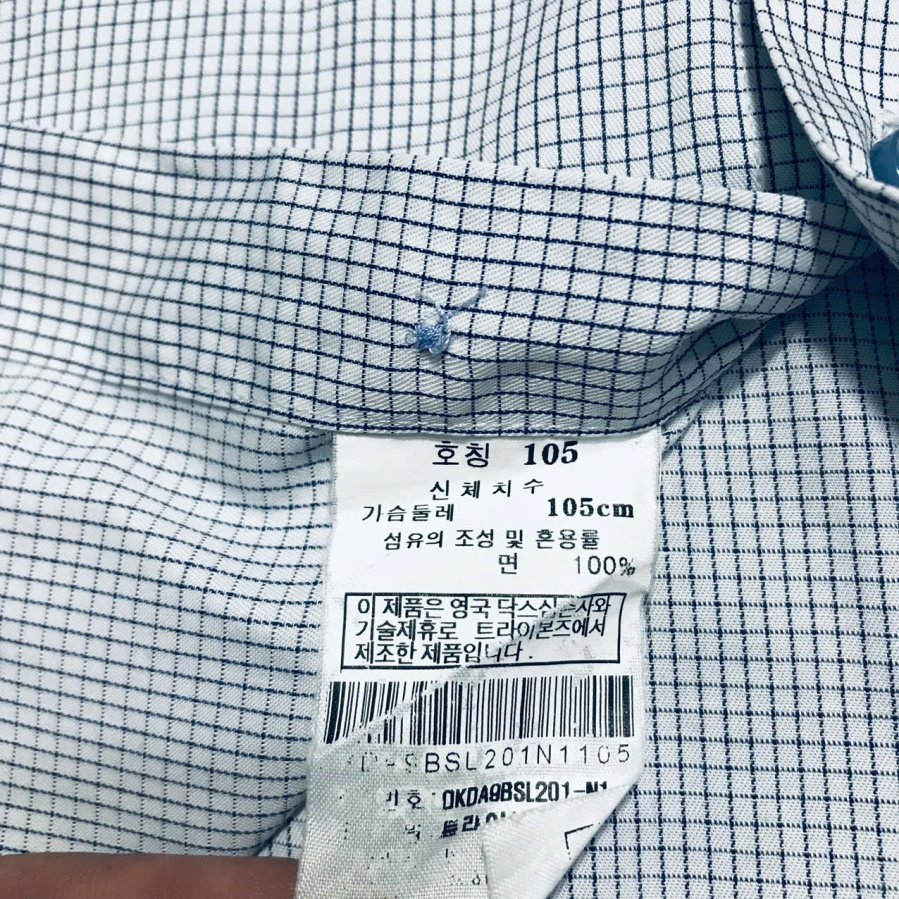 호칭 105
신체치수
가슴둘레 105cm
섬유의 조성 및 혼용률
면 100%
이 제품은 영국 닥스신사와
기술제휴로 트라이본즈에서
제조한 제품입니다.
BSL201N1105
DKDA9BSL201-N1